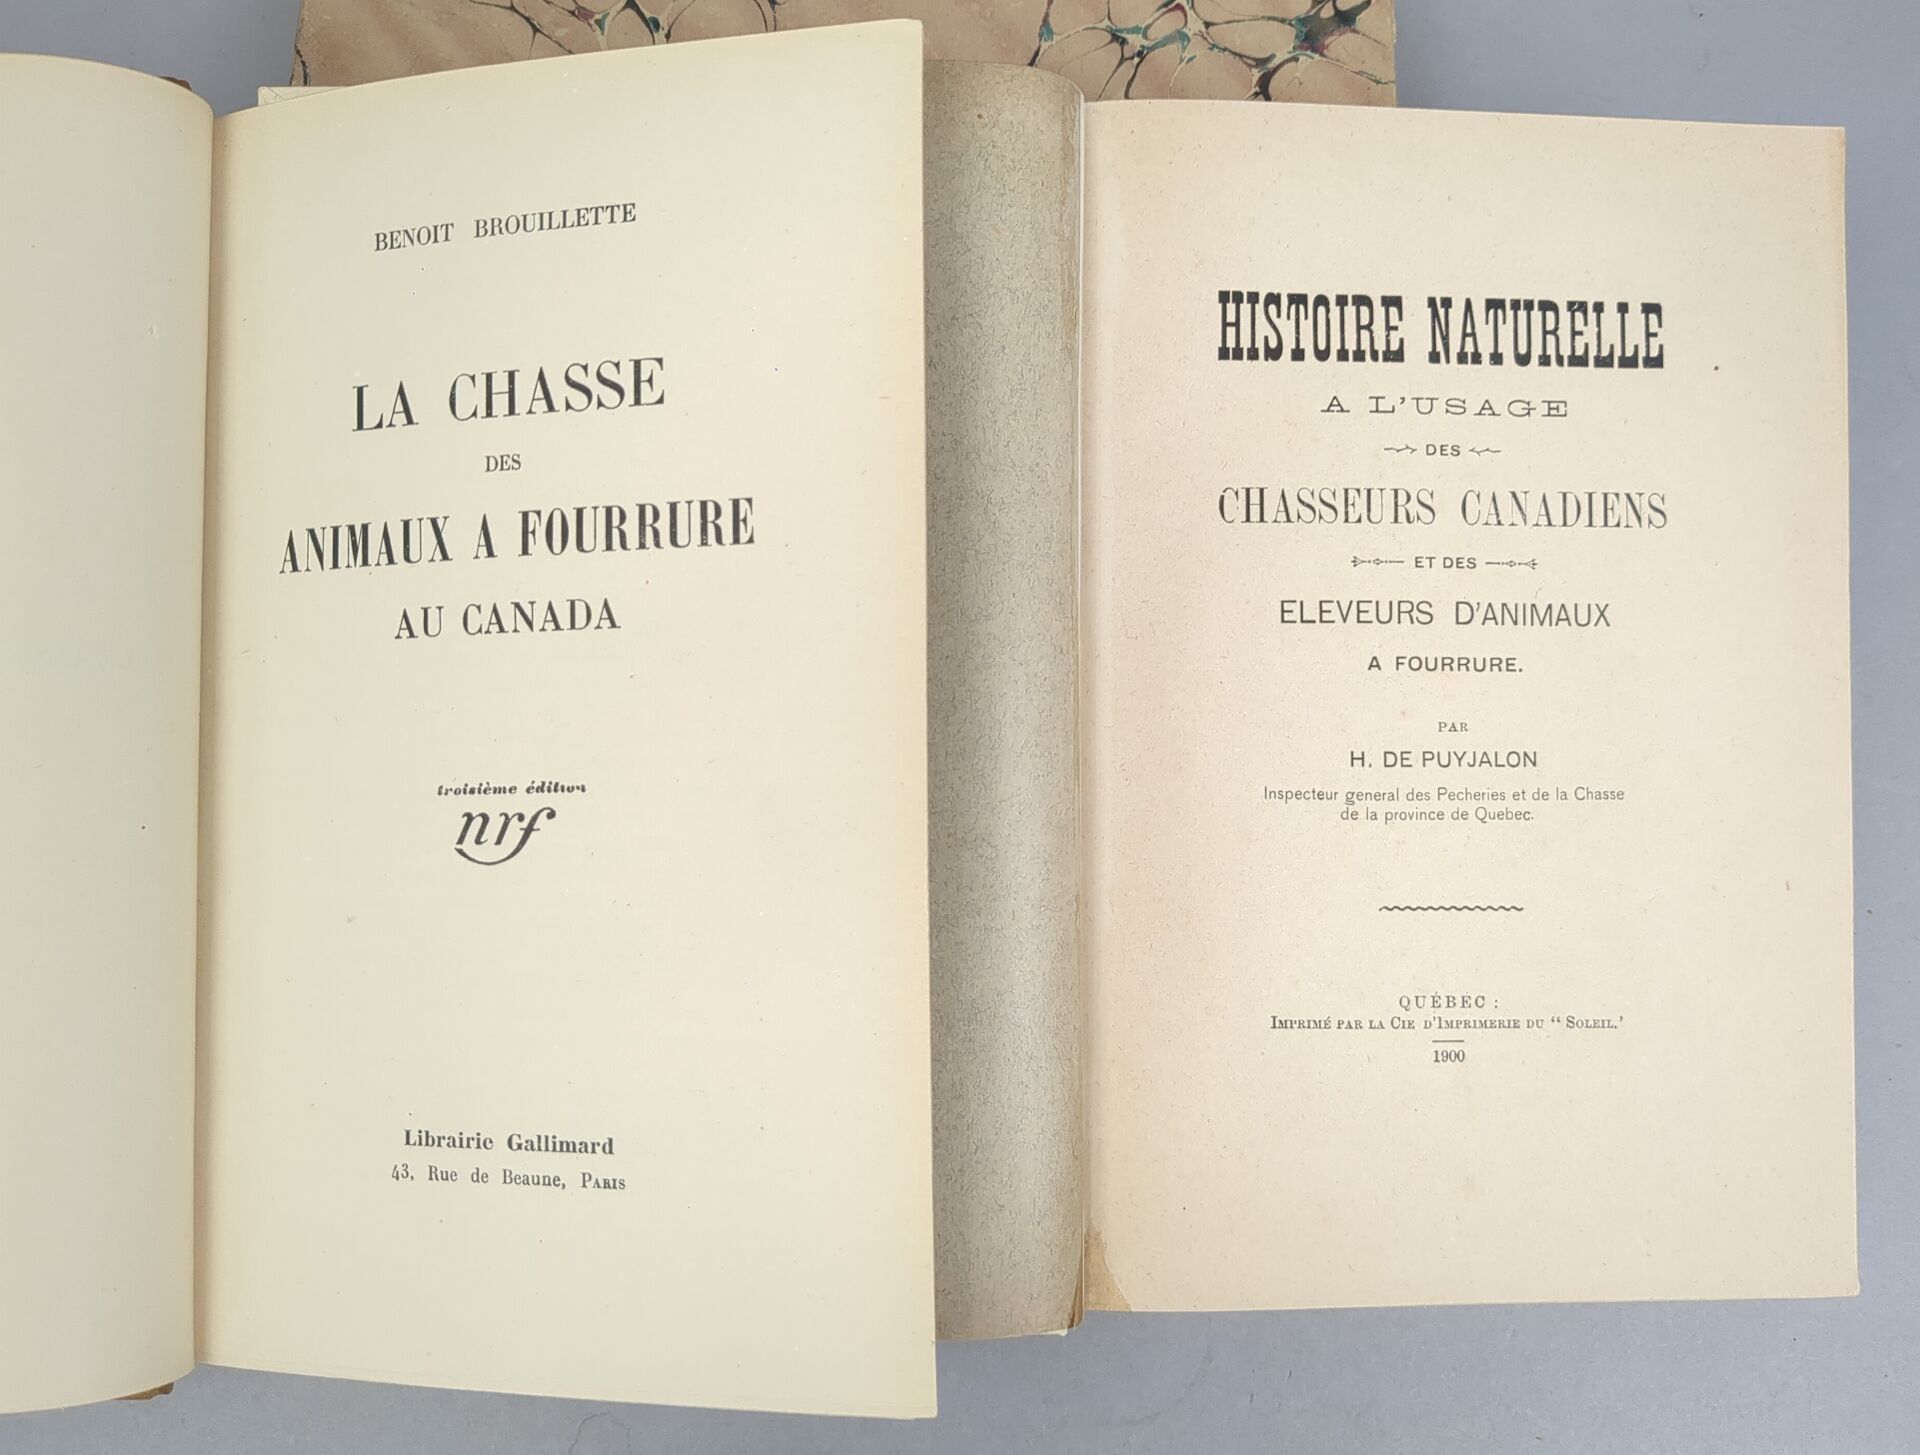 BENOIT BROUILLETTE
LA CHASSE
DES
ANIMAUX A FOURRURE
AU CANADA
troisième édition
nrf
Librairie Gallimard
43, Rue de Beaune, PARIS
HISTOIRE NATURELLE
A L'USAGE
DES
CHASSEURS CANADIENS
ET DES
ELEVEURS D'ANIMAUX
A FOURRURE.
PAR
H. DE PUYJALON
Inspecteur general des Pecheries et de la Chasse
de la province de Quebec.
QUÉBEC :
IMPRIMÉ PAR LA CIE D'IMPRIMERIE DU “ SOLEIL.’
1900